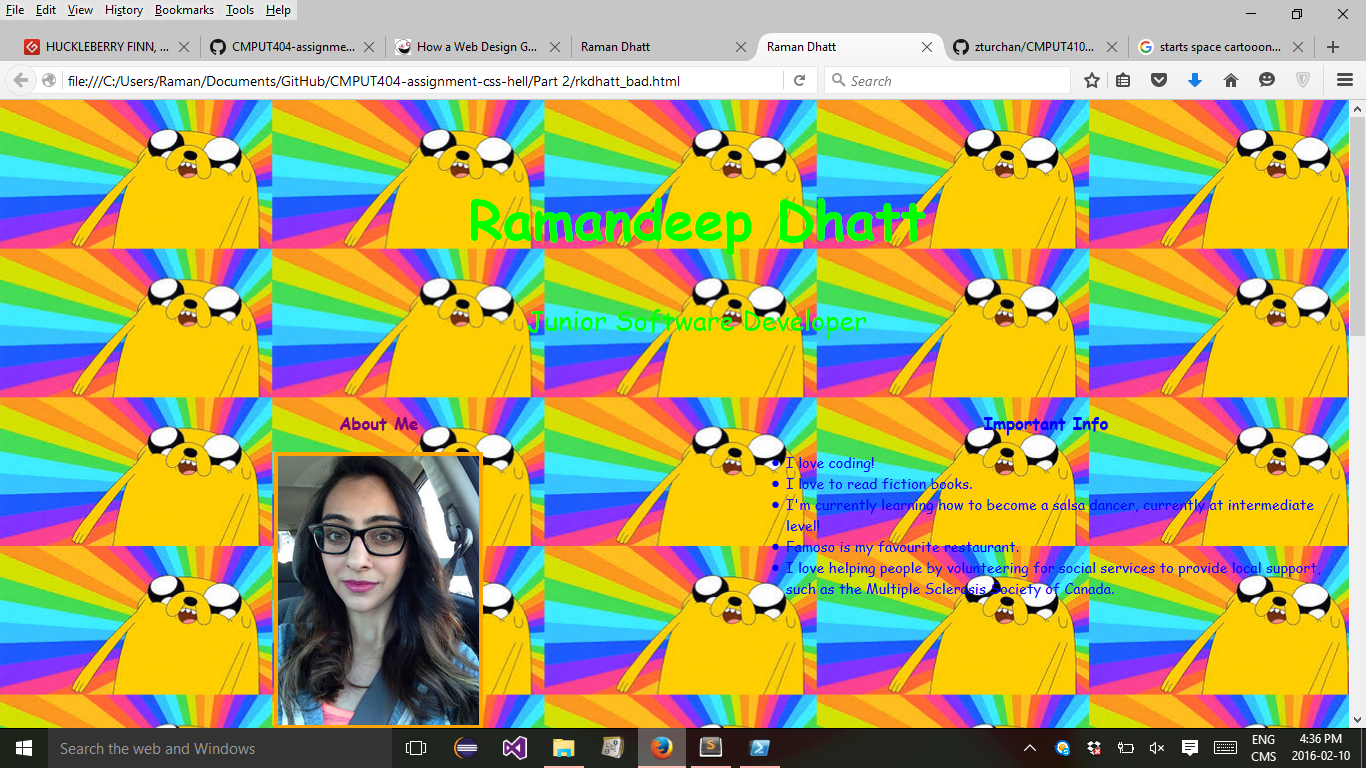 File Edit View History Bookmarks Tools Help
HUCKLEBERRY FINN, ... CMPUT404-assignme... How a Web Design G... Raman Dhatt Raman Dhatt zturchan/CMPUT410... starts space cartooon...
file:///C:/Users/Raman/Documents/GitHub/CMPUT404-assignment-css-hell/Part 2/rkdhatt_bad.html Search
Ramandeep Dhatt
Junior Software Developer
About Me
Important Info
I love coding!
I love to read fiction books.
I'm currently learning how to become a salsa dancer, currently at intermediate
level!
Famoso is my favourite restaurant.
I love helping people by volunteering for social services to provide local support,
such as the Multiple Sclerosis Society of Canada.
Search the web and Windows
ENG
CMS
4:36 PM
2016-02-10